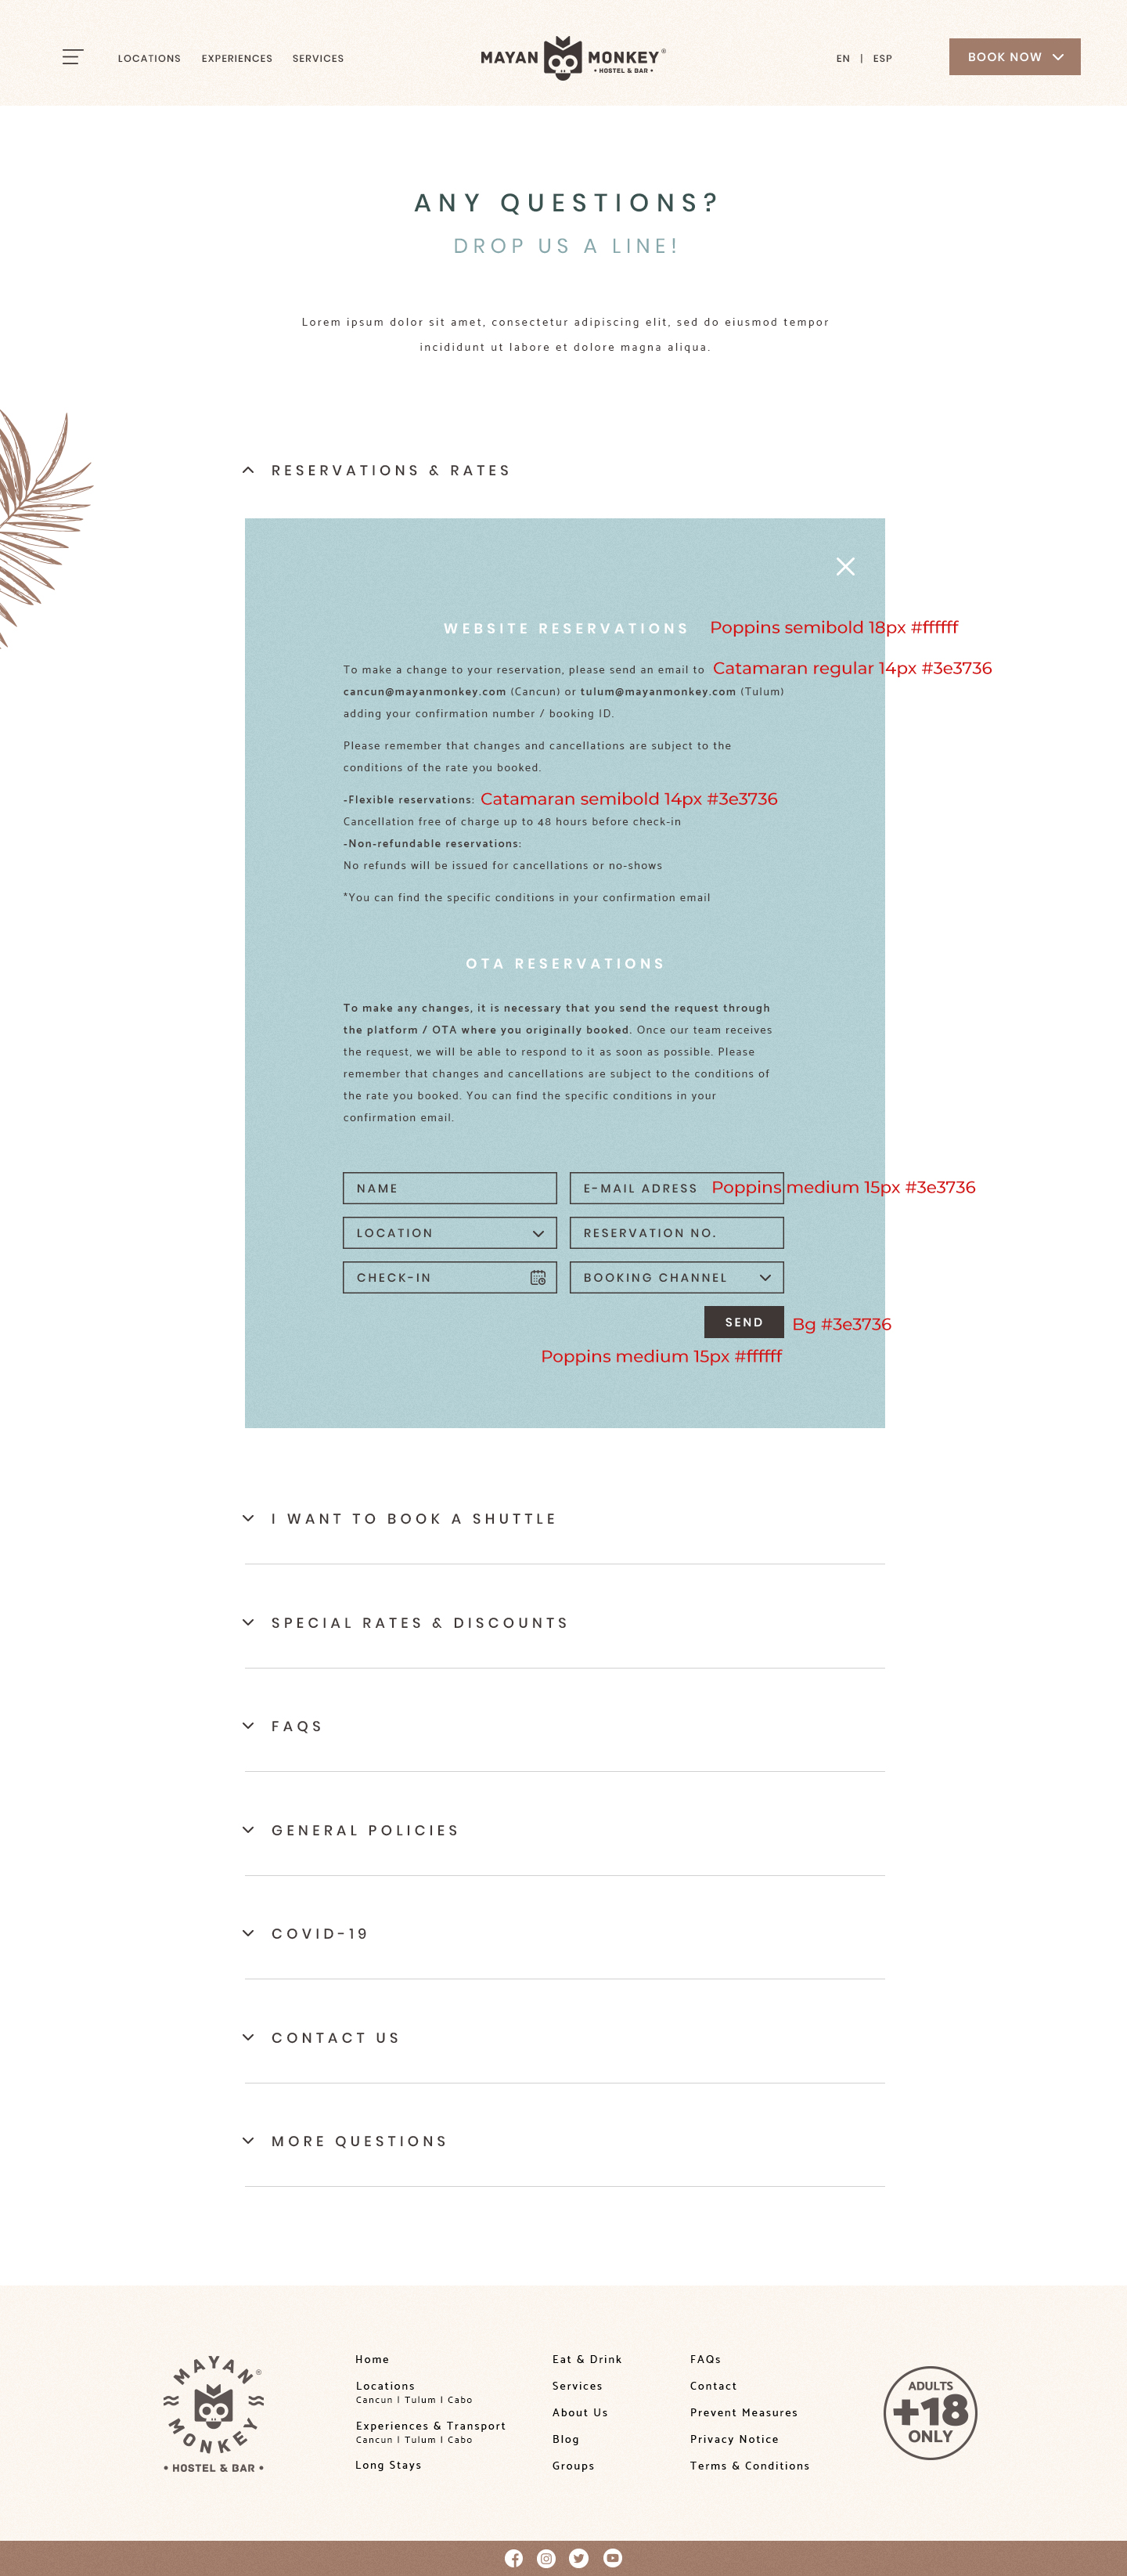 LOCATIONS EXPERIENCES SERVICES
MAYAN MONKEY®
• HOSTEL & BAR •
EN | ESP
BOOK NOW
ANY QUESTIONS?
DROP US A LINE!
Lorem ipsum dolor sit amet, consectetur adipiscing elit, sed do eiusmod tempor
incididunt ut labore et dolore magna aliqua.
RESERVATIONS & RATES
WEBSITE RESERVATIONS Poppins semibold 18px #ffffff
To make a change to your reservation, please send an email to Catamaran regular 14px #3e3736
cancun@mayanmonkey.com (Cancun) or tulum@mayanmonkey.com (Tulum)
adding your confirmation number / booking ID.
Please remember that changes and cancellations are subject to the
conditions of the rate you booked.
-Flexible reservations: Catamaran semibold 14px #3e3736
Cancellation free of charge up to 48 hours before check-in
-Non-refundable reservations:
No refunds will be issued for cancellations or no-shows
*You can find the specific conditions in your confirmation email
OTA RESERVATIONS
To make any changes, it is necessary that you send the request through
the platform / OTA where you originally booked. Once our team receives
the request, we will be able to respond to it as soon as possible. Please
remember that changes and cancellations are subject to the conditions of
the rate you booked. You can find the specific conditions in your
confirmation email.
NAME E-MAIL ADRESS Poppins medium 15px #3e3736
LOCATION RESERVATION NO.
CHECK-IN BOOKING CHANNEL
SEND Bg #3e3736
Poppins medium 15px #ffffff
I WANT TO BOOK A SHUTTLE
SPECIAL RATES & DISCOUNTS
FAQS
GENERAL POLICIES
COVID-19
CONTACT US
MORE QUESTIONS
MAYAN ®
MONKEY
• HOSTEL & BAR •
Home
Locations
Cancun | Tulum | Cabo
Experiences & Transport
Cancun | Tulum | Cabo
Long Stays
Eat & Drink
Services
About Us
Blog
Groups
FAQs
Contact
Prevent Measures
Privacy Notice
Terms & Conditions
ADULTS
+18
ONLY